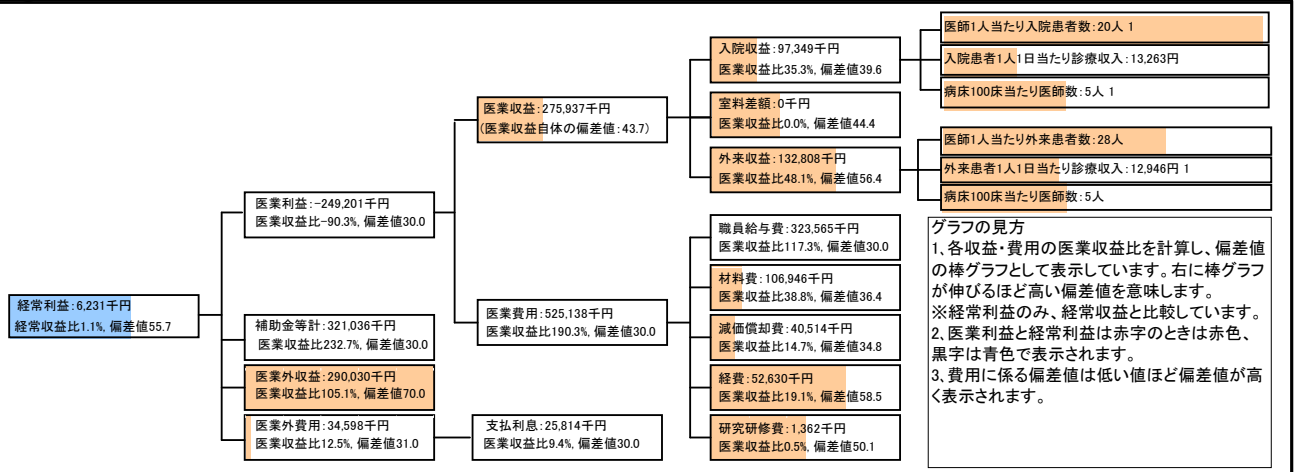 経常利益:6,231千円
経常収益比1.1%, 偏差値55.7
医業利益:-249,201千円
医業収益比-90.3%, 偏差値30.0
補助金等計:321,036千円
医業収益比232.7%, 偏差値30.0
医業外収益:290,030千円
医業収益比105.1%, 偏差値70.0
医業外費用:34,598千円
医業収益比12.5%, 偏差値31.0
支払利息:25,814千円
医業収益比9.4%, 偏差値30.0
医業収益:275,937千円
(医業収益自体の偏差値:43.7)
医業費用:525,138千円
医業収益比190.3%, 偏差値30.0
入院収益:97,349千円
医業収益比35.3%, 偏差値39.6
室料差額:0千円
医業収益比0.0%, 偏差値44.4
外来収益:132,808千円
医業収益比48.1%, 偏差値56.4
職員給与費:323,565千円
医業収益比117.3%, 偏差値30.0
材料費:106,946千円
医業収益比38.8%, 偏差値36.4
減価償却費:40,514千円
医業収益比14.7%, 偏差値34.8
経費:52,630千円
医業収益比19.1%, 偏差値58.5
研究研修費:1,362千円
医業収益比0.5%, 偏差値50.1
医師1人当たり入院患者数:20人 1
入院患者1人1日当たり診療収入:13,263円
病床100床当たり医師数:5人 1
医師1人当たり外来患者数:28人
外来患者1人1日当たり診療収入:12,946円 1
病床100床当たり医師数:5人
グラフの見方
1、各収益・費用の医業収益比を計算し、偏差値
の棒グラフとして表示しています。右に棒グラフ
が伸びるほど高い偏差値を意味します。
※経常利益のみ、経常収益と比較しています。
2、医業利益と経常利益は赤字のときは赤色、
黒字は青色で表示されます。
3、費用に係る偏差値は低い値ほど偏差値が高
く表示されます。